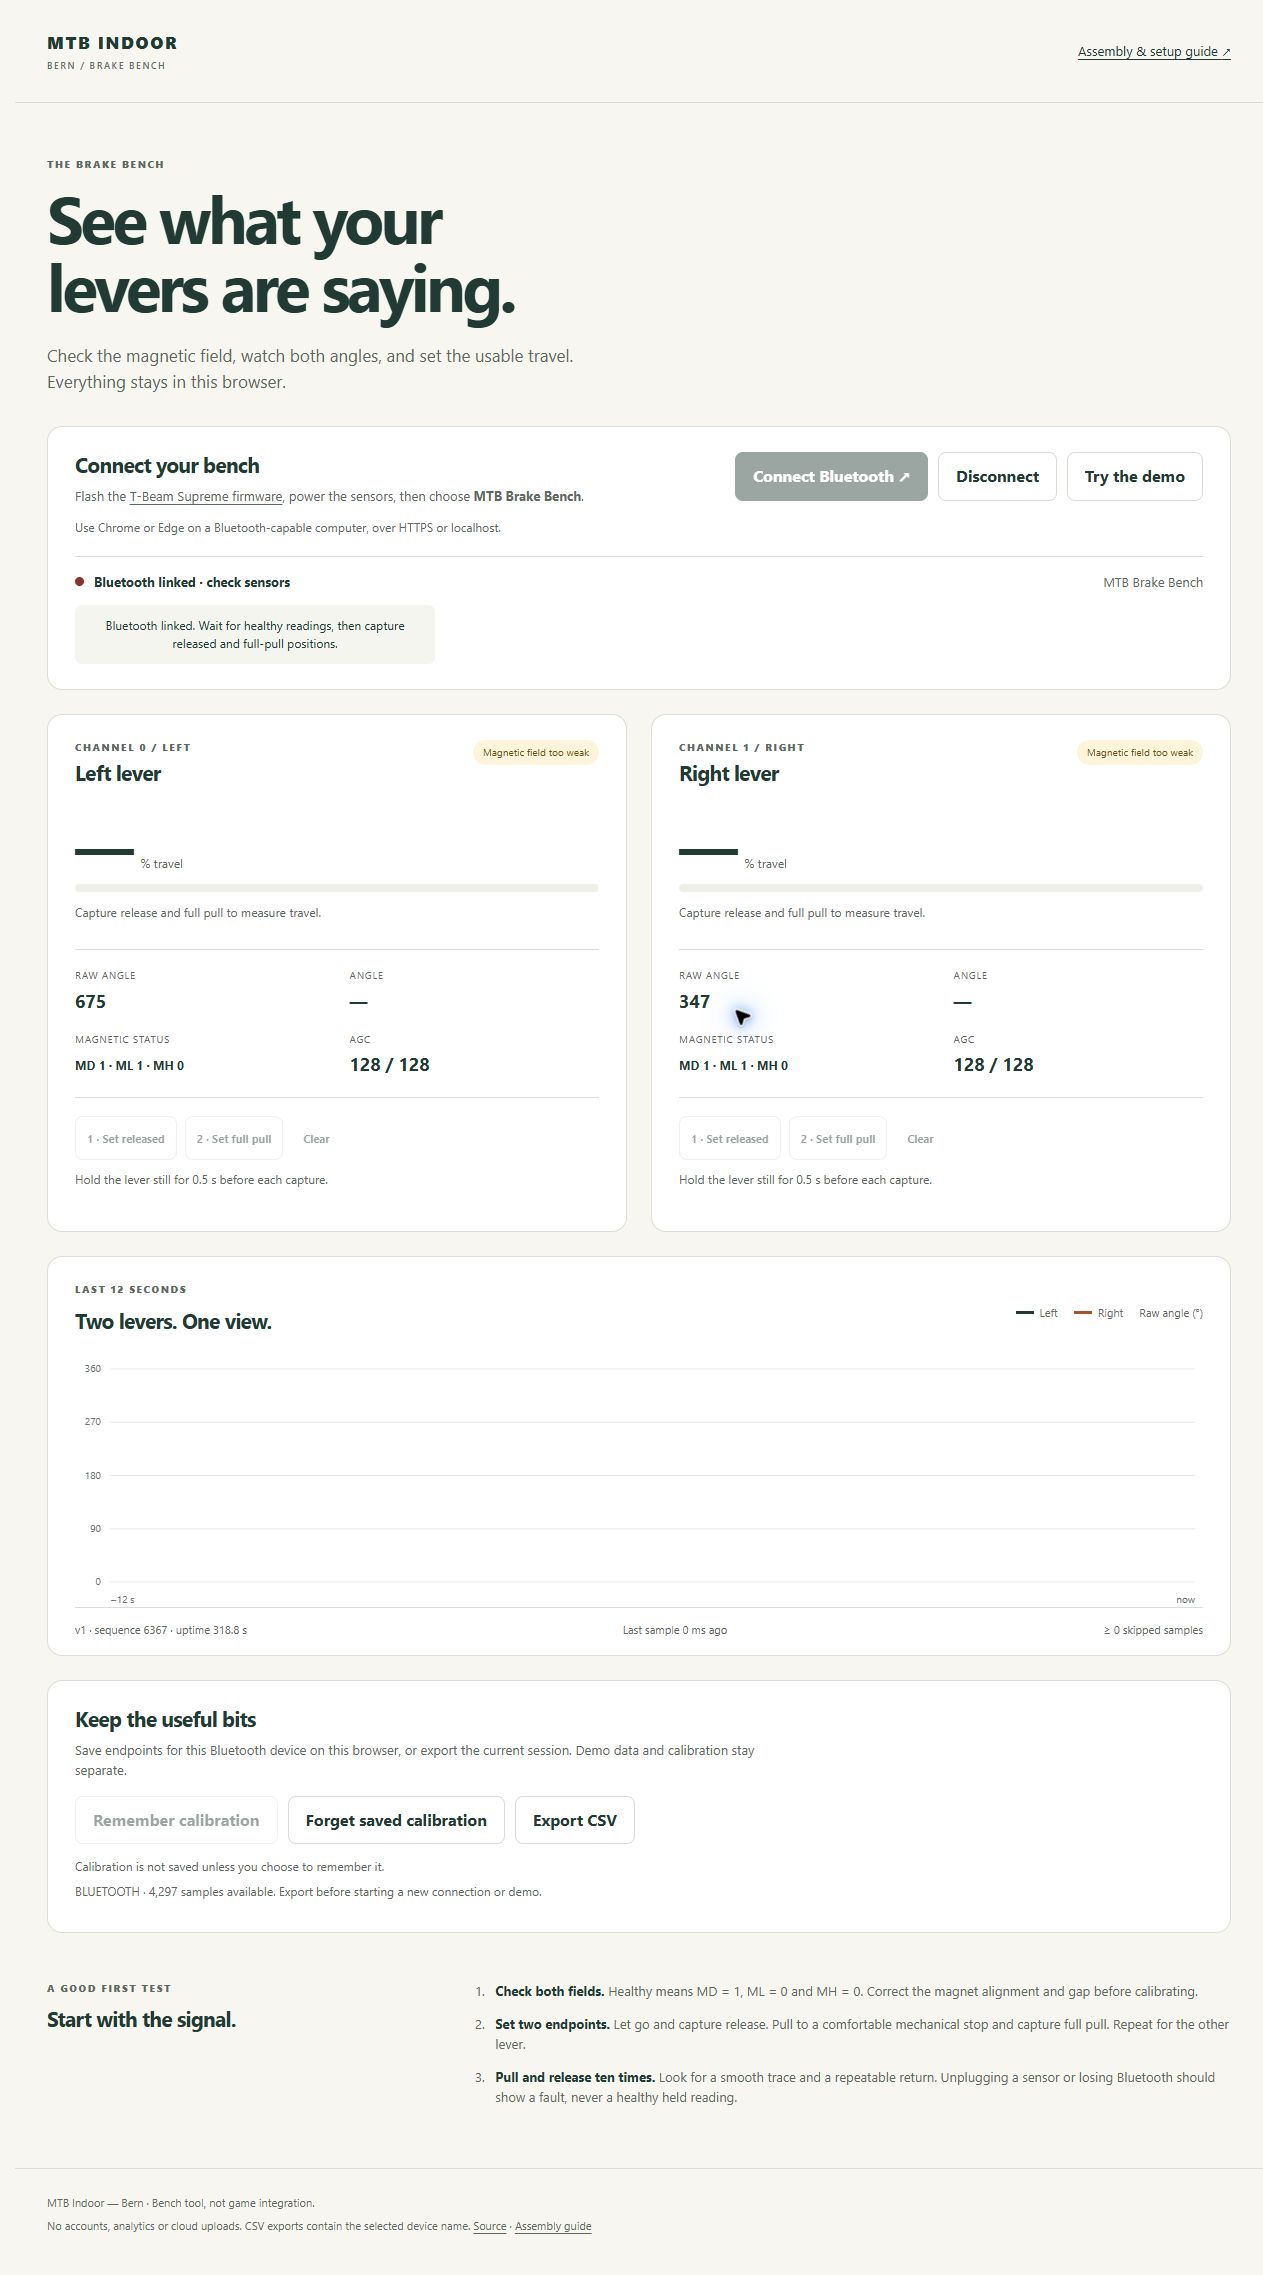 MTB INDOOR
BERN / BRAKE BENCH
Assembly & setup guide ↗
THE BRAKE BENCH
See what your
levers are saying.
Check the magnetic field, watch both angles, and set the usable travel.
Everything stays in this browser.
Connect your bench
Flash the T-Beam Supreme firmware, power the sensors, then choose MTB Brake Bench.
Use Chrome or Edge on a Bluetooth-capable computer, over HTTPS or localhost.
Connect Bluetooth ↗
Disconnect
Try the demo
Bluetooth linked · check sensors
MTB Brake Bench
Bluetooth linked. Wait for healthy readings, then capture
released and full-pull positions.
CHANNEL 0 / LEFT
Magnetic field too weak
Left lever
— % travel
Capture release and full pull to measure travel.
RAW ANGLE
ANGLE
675
—
MAGNETIC STATUS
AGC
MD 1 · ML 1 · MH 0
128 / 128
1 · Set released
2 · Set full pull
Clear
Hold the lever still for 0.5 s before each capture.
CHANNEL 1 / RIGHT
Magnetic field too weak
Right lever
— % travel
Capture release and full pull to measure travel.
RAW ANGLE
ANGLE
347
—
MAGNETIC STATUS
AGC
MD 1 · ML 1 · MH 0
128 / 128
1 · Set released
2 · Set full pull
Clear
Hold the lever still for 0.5 s before each capture.
LAST 12 SECONDS
Two levers. One view.
Left
Right
Raw angle (°)
360
270
180
90
0
−12 s
now
v1 · sequence 6367 · uptime 318.8 s
Last sample 0 ms ago
≥ 0 skipped samples
Keep the useful bits
Save endpoints for this Bluetooth device on this browser, or export the current session. Demo data and calibration stay
separate.
Remember calibration
Forget saved calibration
Export CSV
Calibration is not saved unless you choose to remember it.
BLUETOOTH · 4,297 samples available. Export before starting a new connection or demo.
A GOOD FIRST TEST
Start with the signal.
1. Check both fields. Healthy means MD = 1, ML = 0 and MH = 0. Correct the magnet alignment and gap before calibrating.
2. Set two endpoints. Let go and capture release. Pull to a comfortable mechanical stop and capture full pull. Repeat for the other
lever.
3. Pull and release ten times. Look for a smooth trace and a repeatable return. Unplugging a sensor or losing Bluetooth should
show a fault, never a healthy held reading.
MTB Indoor — Bern · Bench tool, not game integration.
No accounts, analytics or cloud uploads. CSV exports contain the selected device name. Source · Assembly guide